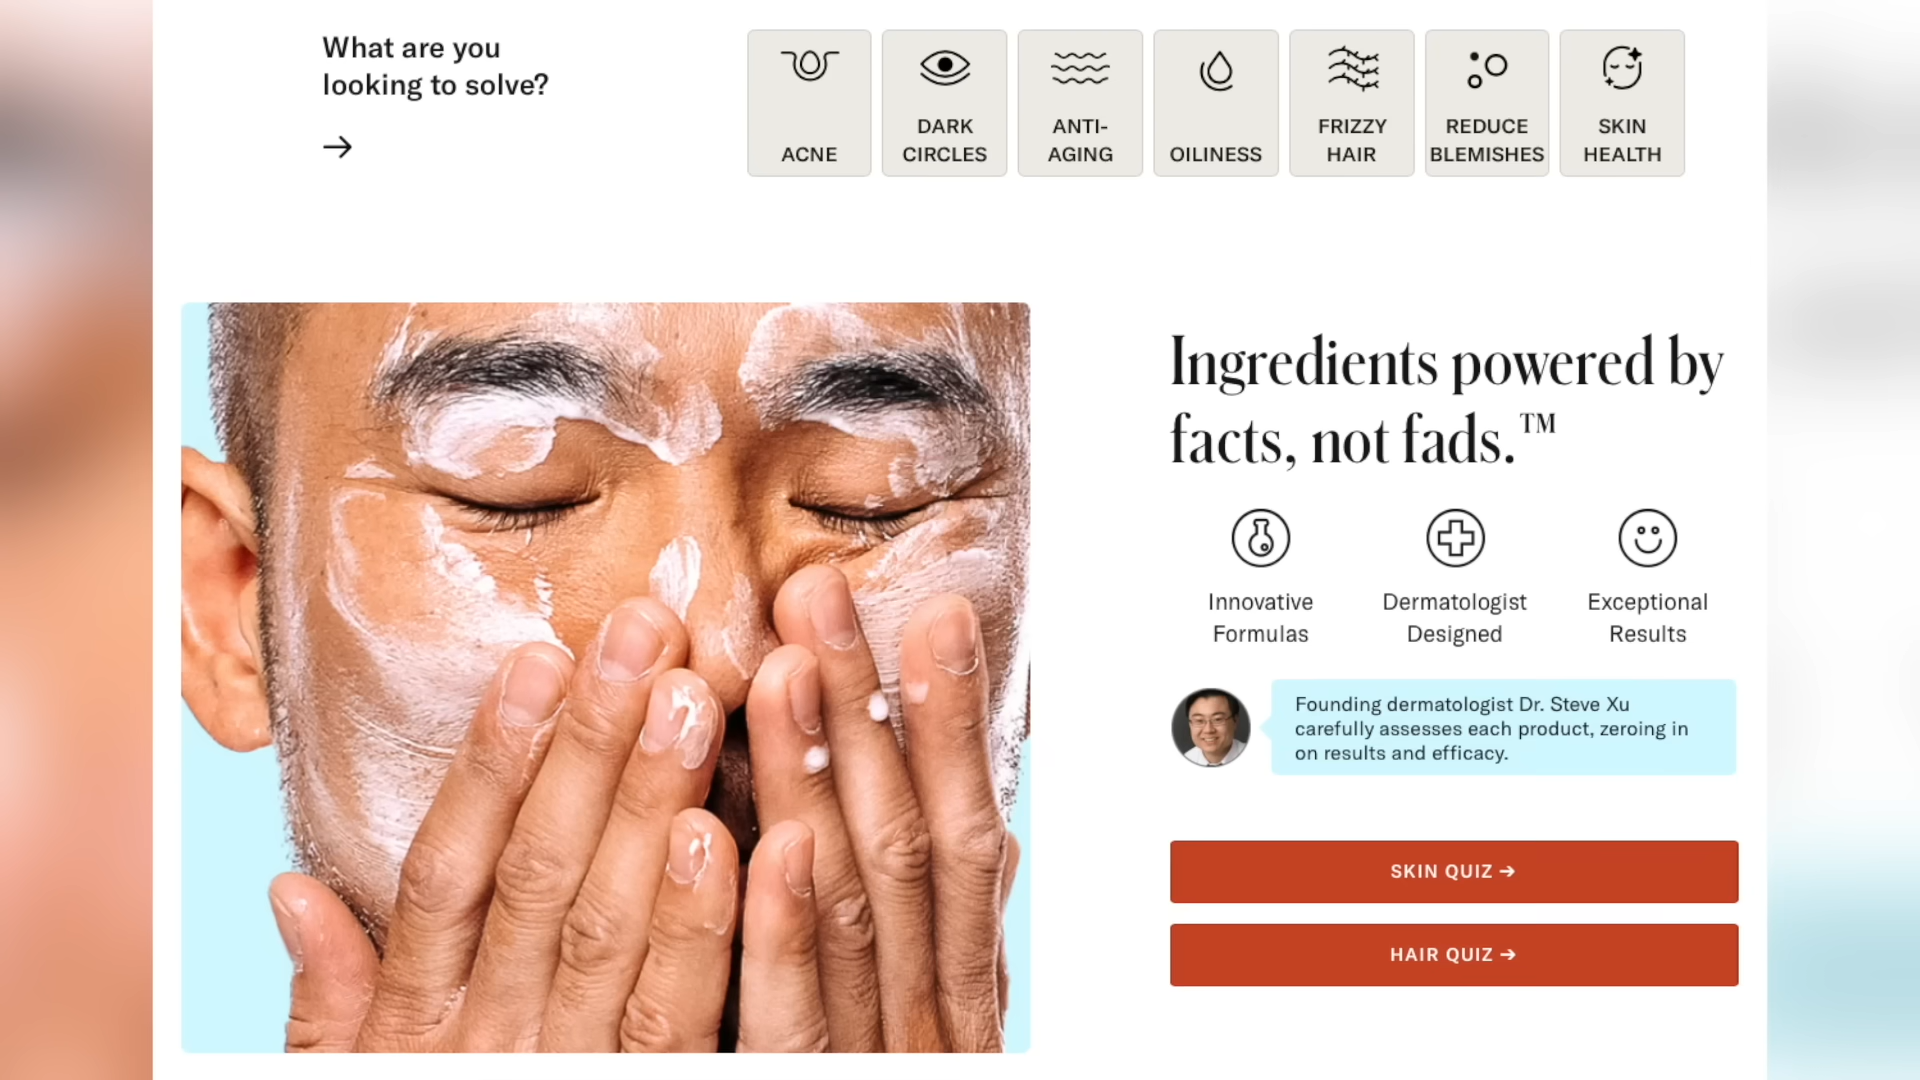 What are you
looking to solve?
→
ACNE
DARK
CIRCLES
ANTI-
AGING
OILINESS
FRIZZY
HAIR
REDUCE
BLEMISHES
SKIN
HEALTH
Ingredients powered by
facts, not fads.™
Innovative
Formulas
Dermatologist
Designed
Exceptional
Results
Founding dermatologist Dr. Steve Xu
carefully assesses each product, zeroing in
on results and efficacy.
SKIN QUIZ →
HAIR QUIZ →